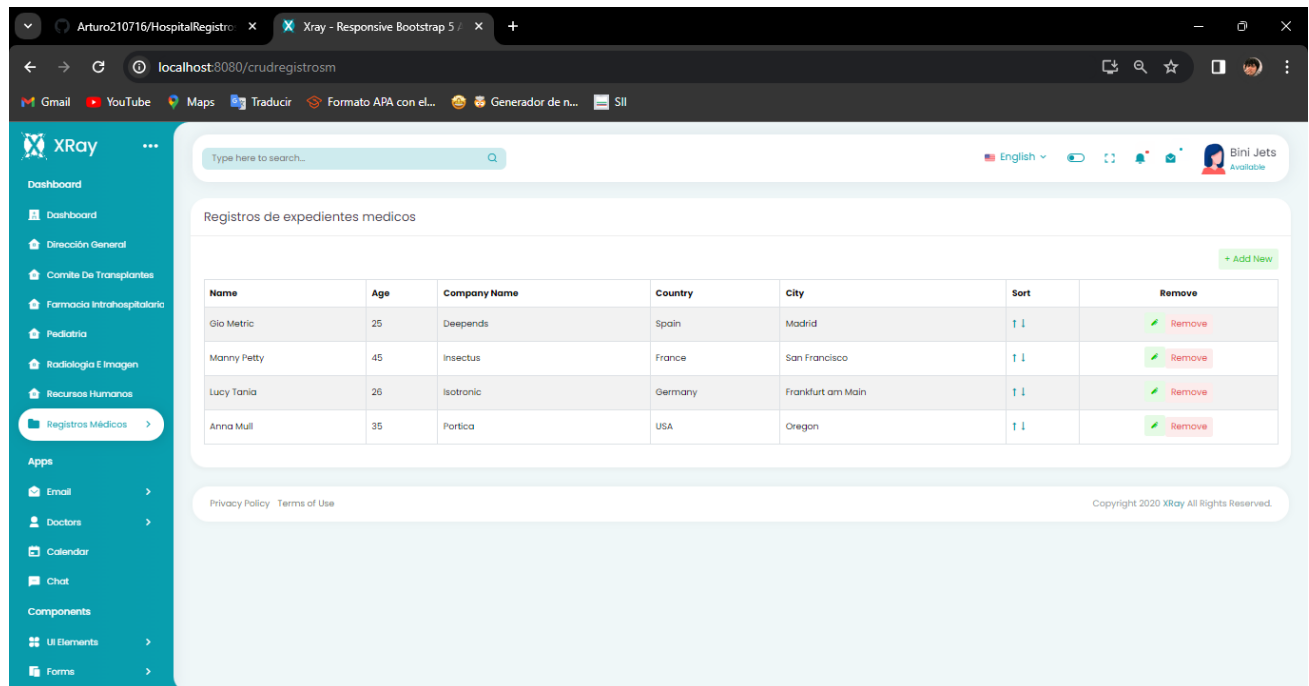 Arturo210716/HospitalRegistro
Xray - Responsive Bootstrap 5 /
localhost:8080/crudregistrosm
Gmail YouTube Maps Traducir Formato APA con el... Generador de n... SII
XRay
Type here to search...
English
Bini Jets
Available
Dashboard
Dashboard
Dirección General
Comite De Transplantes
Farmacia Intrahospitalaria
Pediatria
Radiologia E Imagen
Recursos Humanos
Registros Médicos
Apps
Email
Doctors
Calendar
Chat
Components
UI Elements
Forms
Registros de expedientes medicos
+ Add New
Name Age Company Name Country City Sort Remove
Gio Metric 25 Deepends Spain Madrid Remove
Manny Petty 45 Insectus France San Francisco Remove
Lucy Tania 26 Isotronic Germany Frankfurt am Main Remove
Anna Mull 35 Portica USA Oregon Remove
Privacy Policy Terms of Use
Copyright 2020 XRay All Rights Reserved.